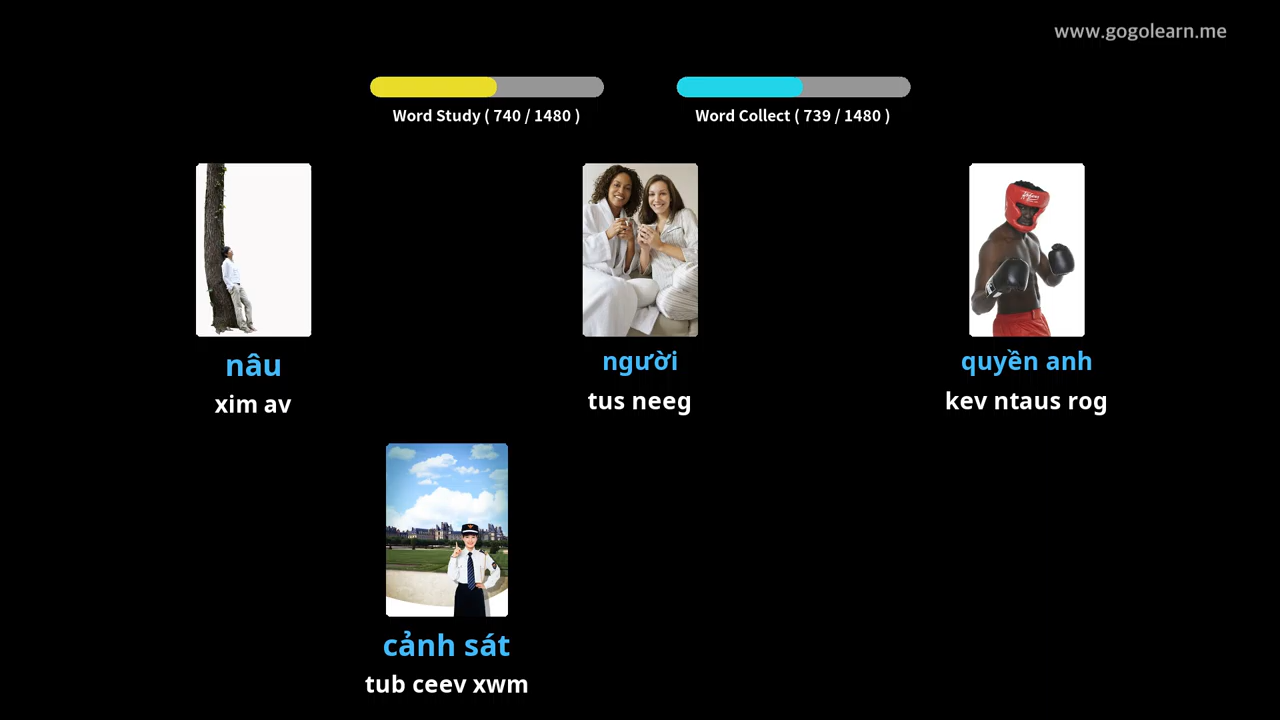 www.gogolearn.me
Word Study ( 740 / 1480 )
Word Collect ( 739 / 1480 )
nâu
xim av
người
tus neeg
quyền anh
kev ntaus rog
cảnh sát
tub ceev xwm